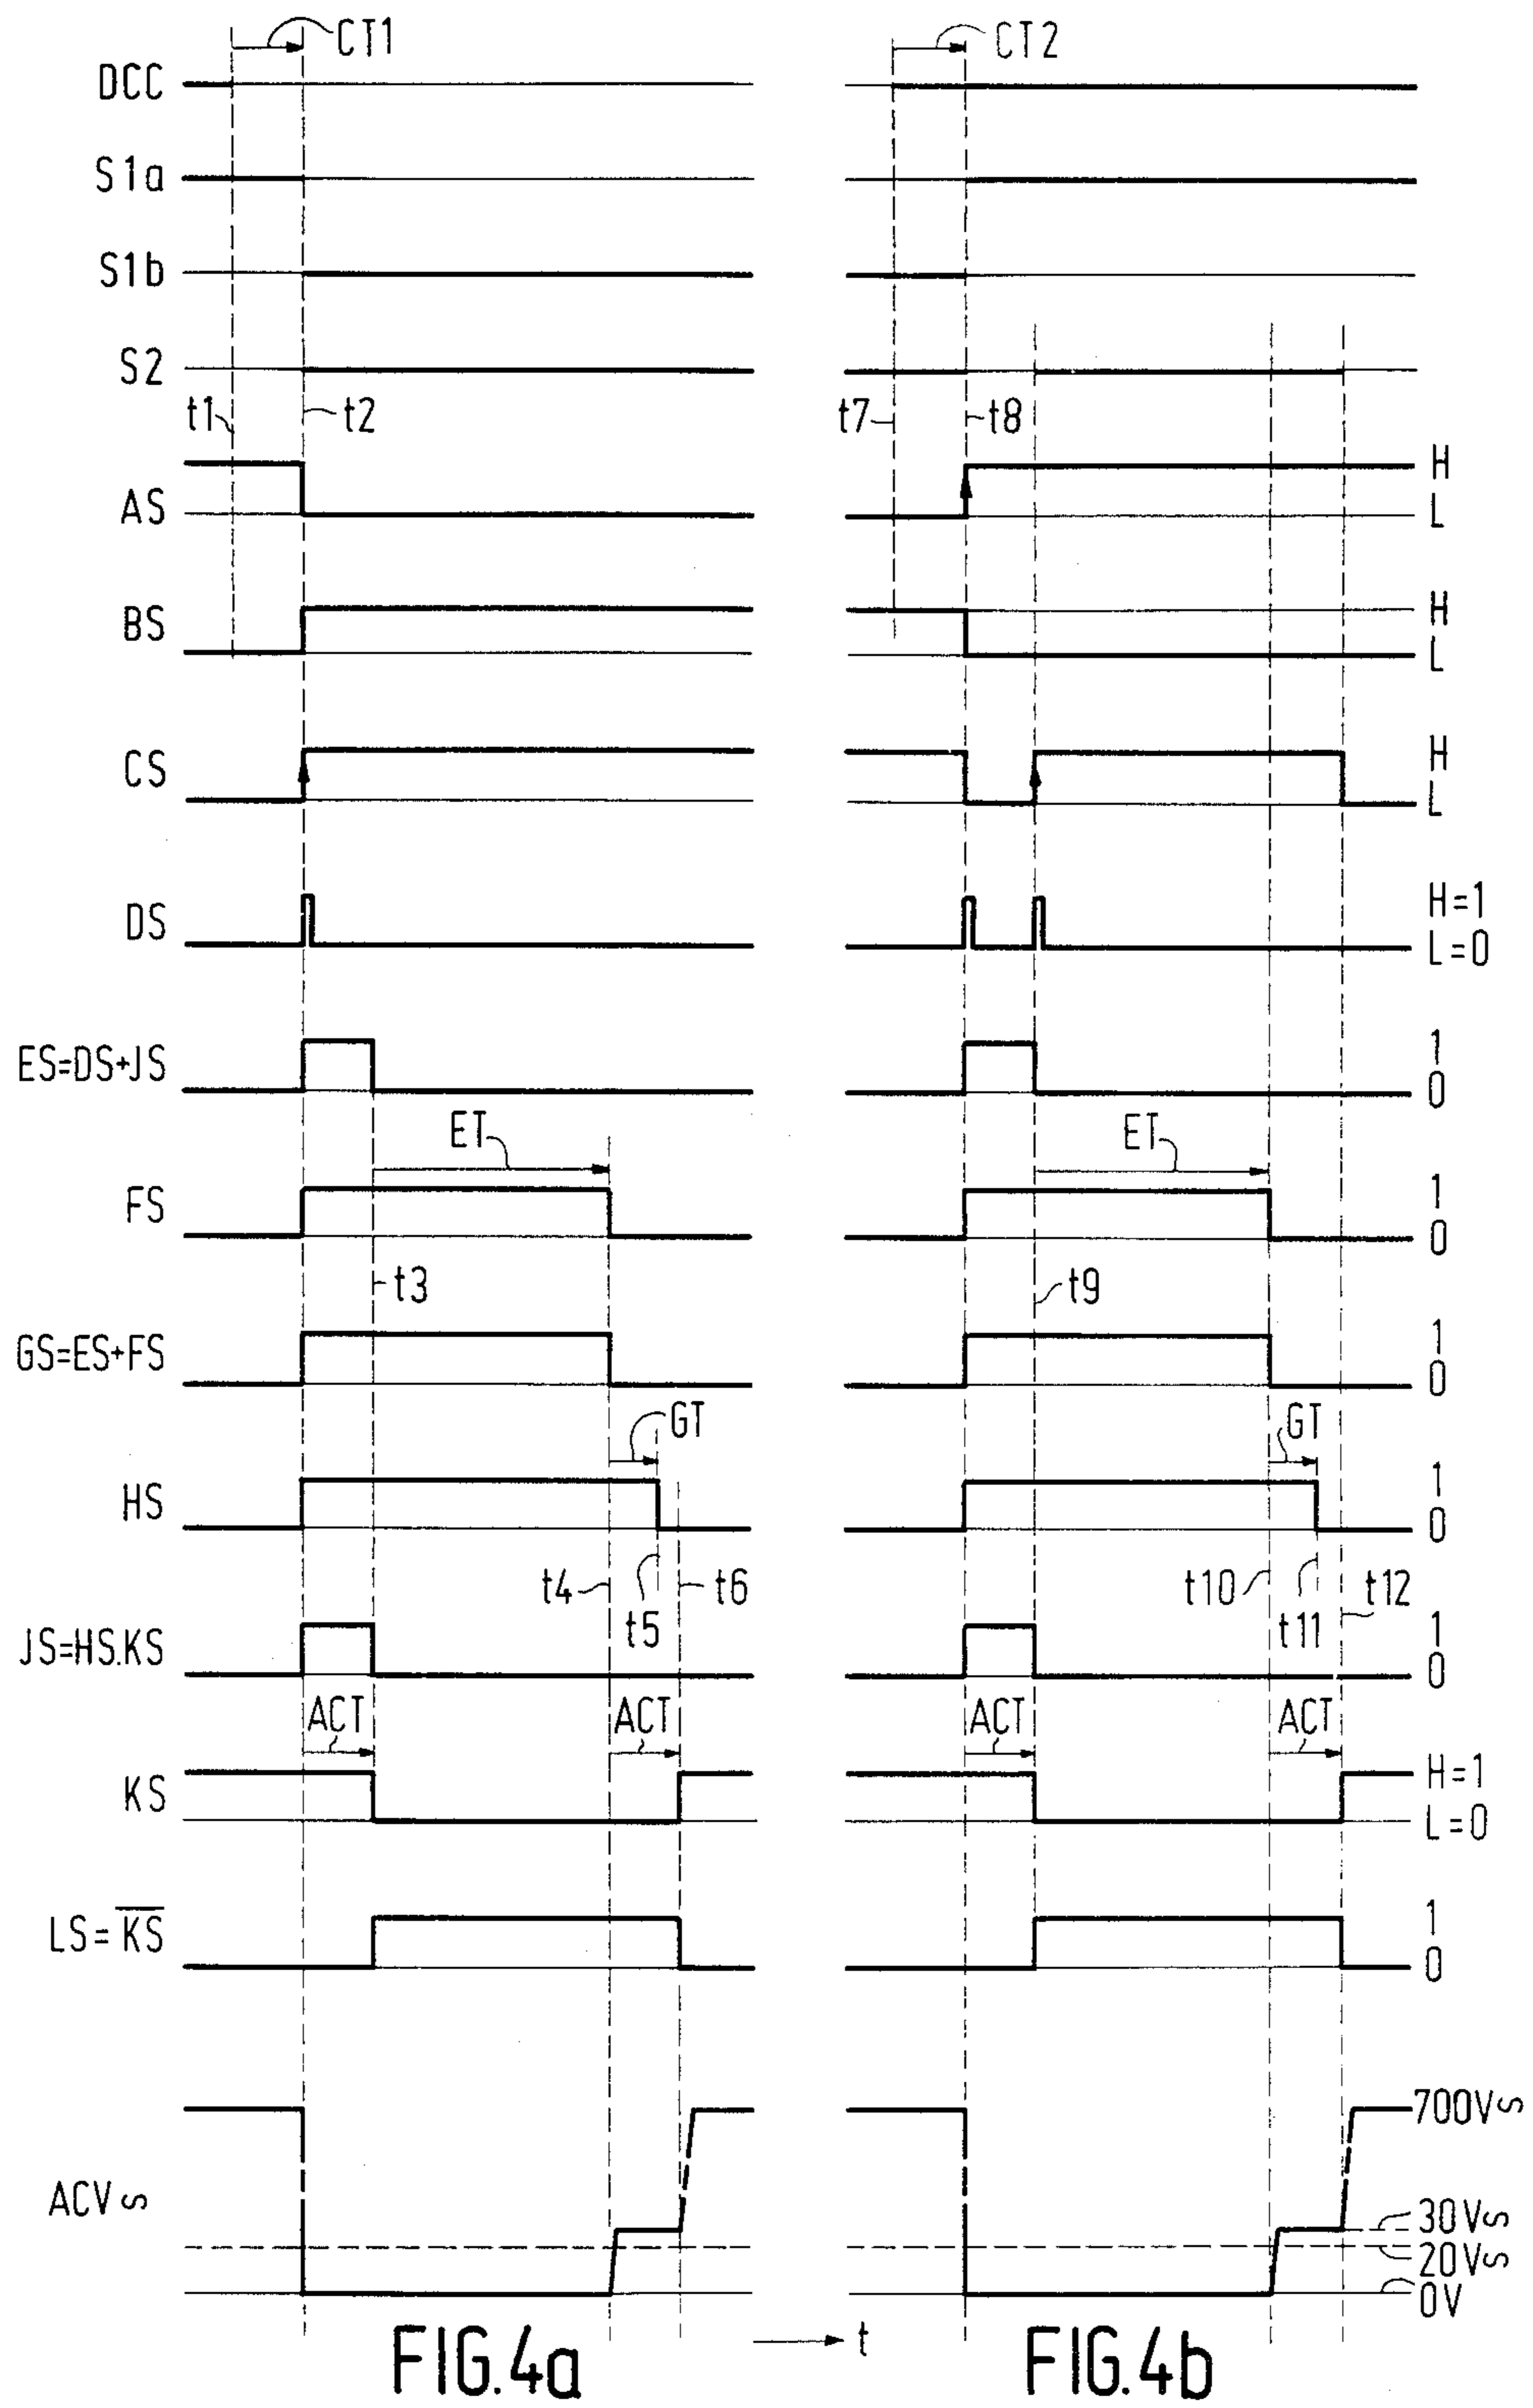 CT1 CT2
DCC
S1a
S1b
S2
t1 t2 t7 t8
AS H
L
BS H
L
CS H
L
DS H=1
L=0
ES=DS+JS 1
0
ET ET
FS 1
0
t3 t9
GS=ES+FS 1
0
GT GT
HS 1
0
t4 t5 t6 t10 t11 t12
JS=HS.KS 1
0
ACT ACT ACT ACT
KS H=1
L=0
LS=K̅S̅ 1
0
700V∽
ACV∽
30V∽
20V∽
0V
t
FIG.4a FIG.4b